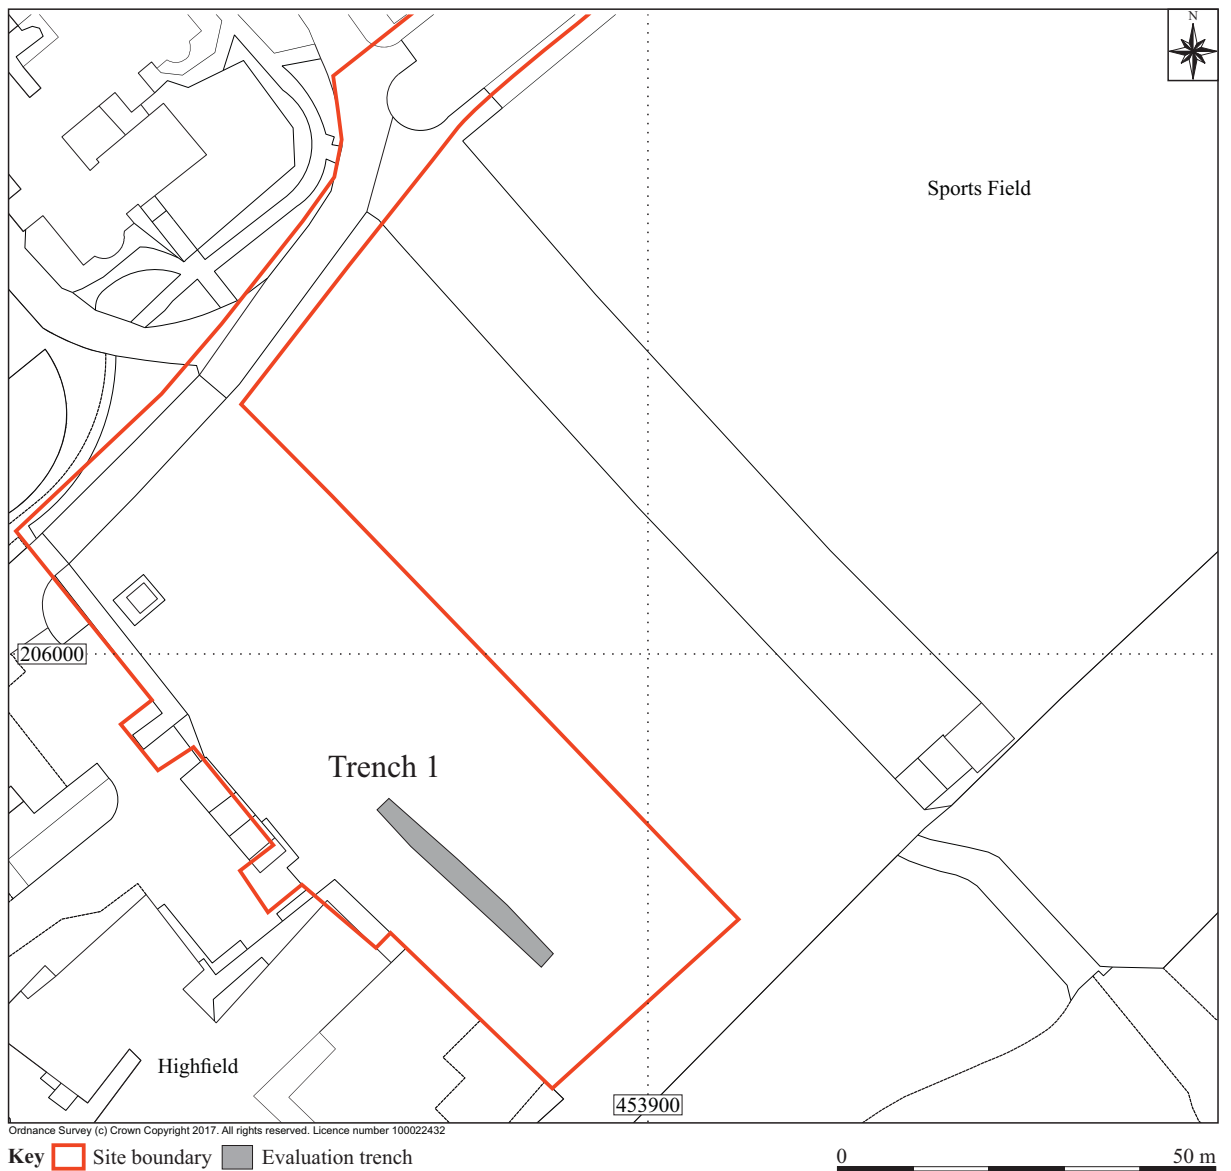 N
Sports Field
206000
Trench 1
Highfield
453900
Ordnance Survey (c) Crown Copyright 2017. All rights reserved. Licence number 100022432
Key Site boundary Evaluation trench
0 50 m